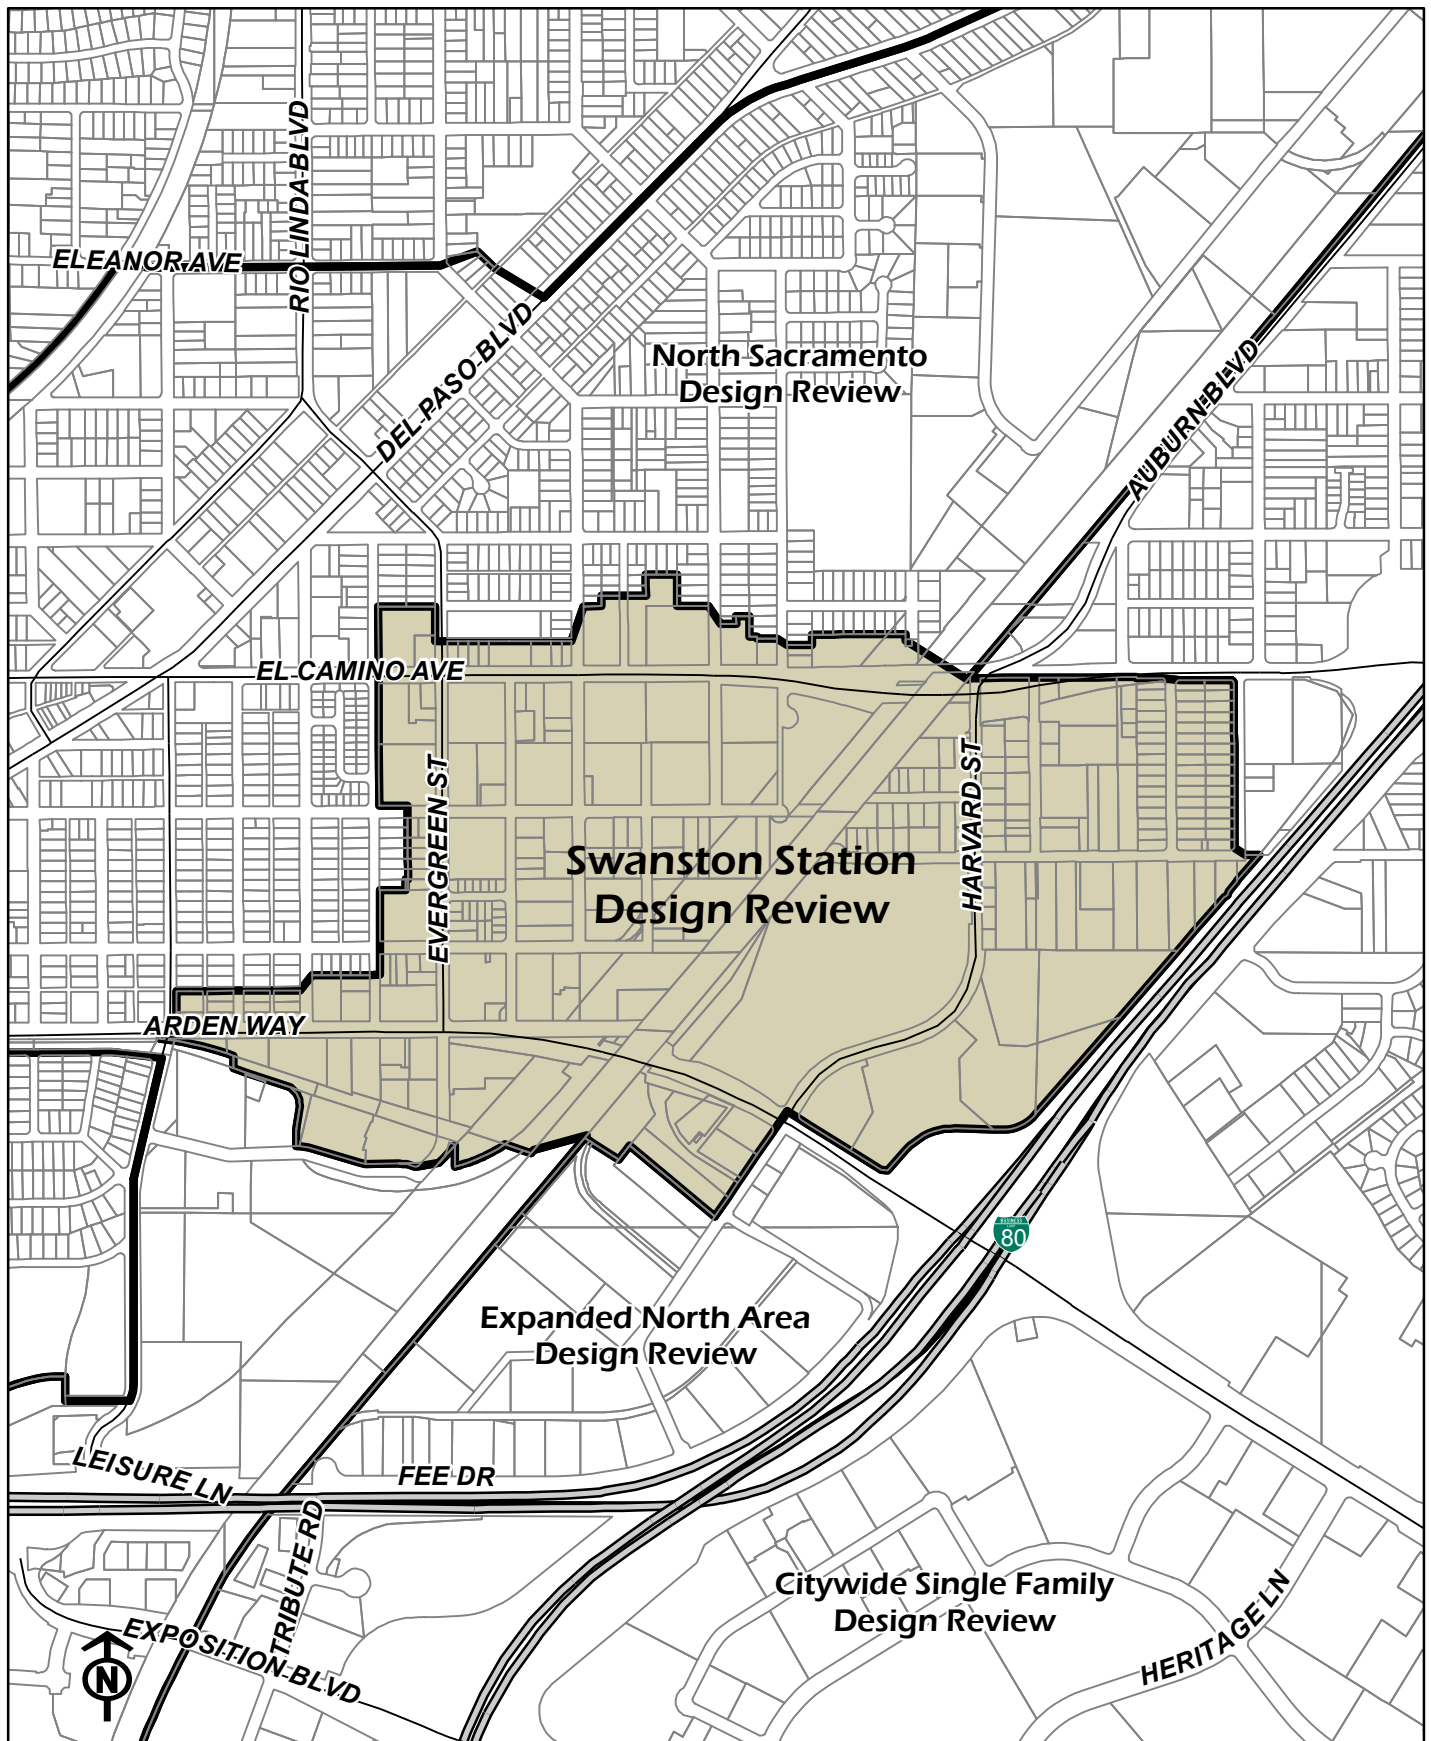 RIO LINDA BLVD
ELEANOR AVE
DEL PASO BLVD
North Sacramento
Design Review
AUBURN BLVD
EL CAMINO AVE
EVERGREEN ST
HARVARD ST
Swanston Station
Design Review
ARDEN WAY
BUSINESS
80
Expanded North Area
Design Review
LEISURE LN
FEE DR
TRIBUTE RD
Citywide Single Family
Design Review
HERITAGE LN
EXPOSITION BLVD
N